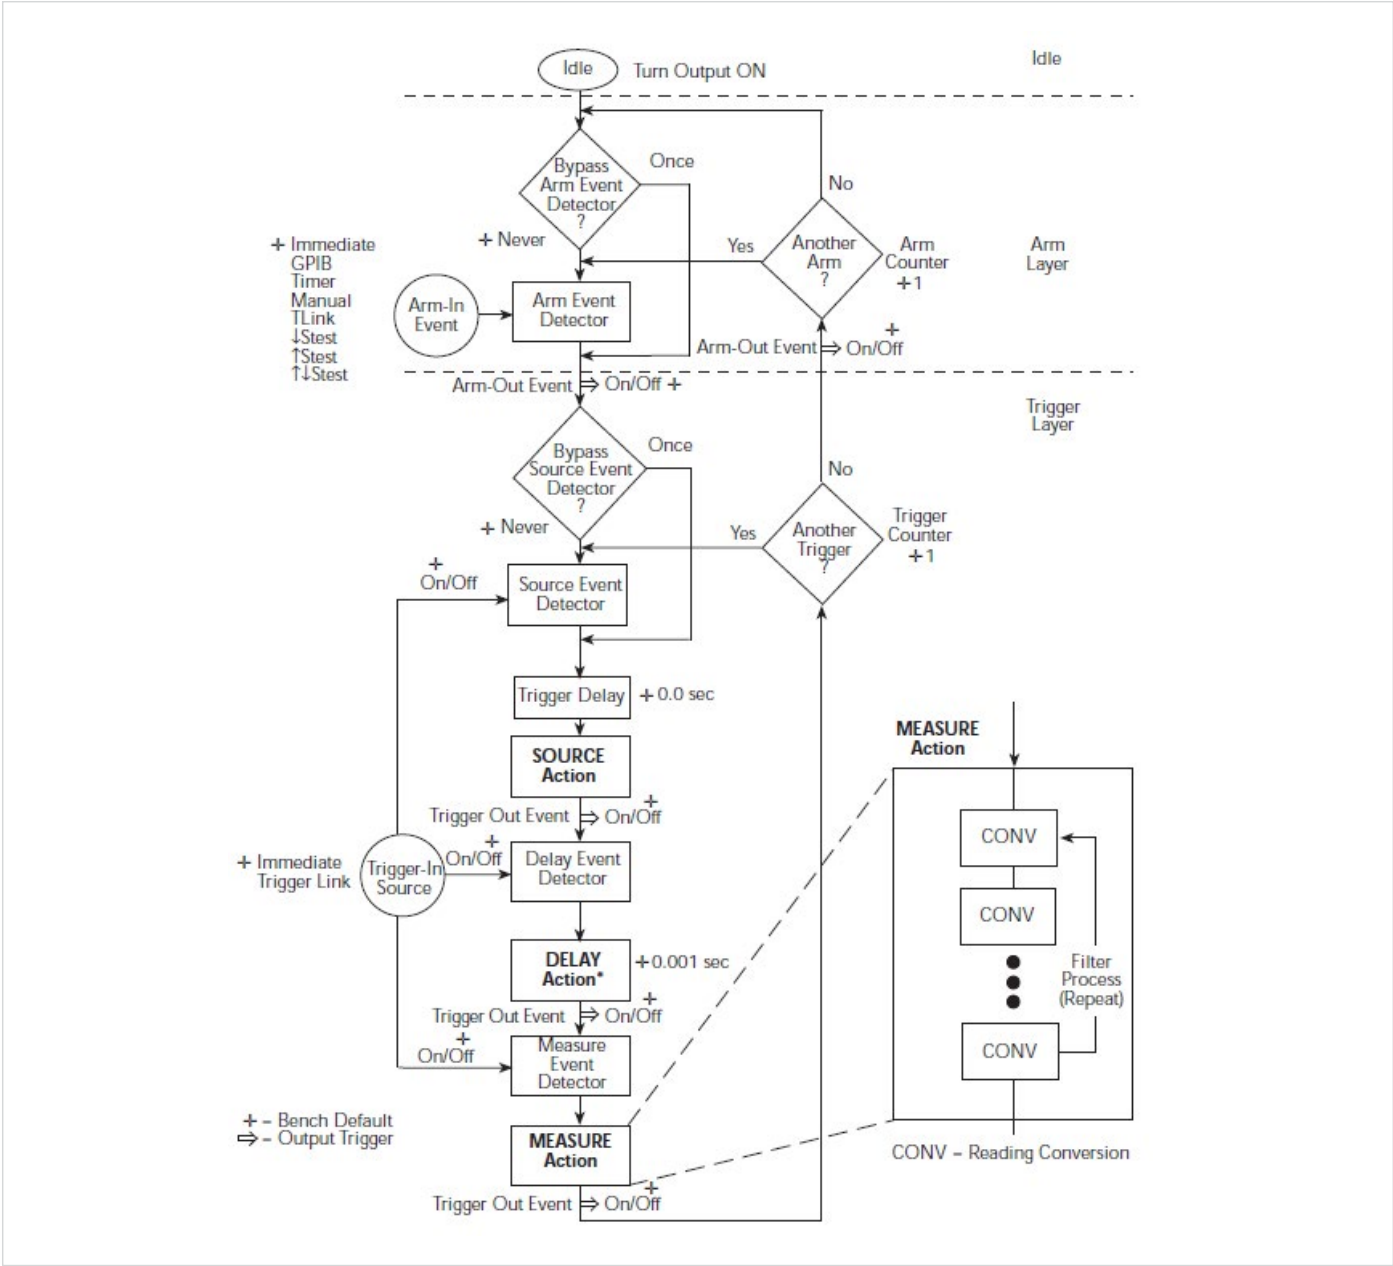 Idle
Turn Output ON
Idle
Once
Bypass
Arm Event
Detector
?
No
✛ Never
✛ Immediate
GPIB
Timer
Manual
TLink
↓Stest
↑Stest
↑↓Stest
Arm-In
Event
Arm Event
Detector
Yes
Another
Arm
?
Arm
Counter
✛1
Arm
Layer
Arm-Out Event ⇨ On/Off
✛
Arm-Out Event ⇨ On/Off ✛
Trigger
Layer
Once
Bypass
Source Event
Detector
?
No
✛ Never
Yes
Another
Trigger
?
Trigger
Counter
✛1
✛
On/Off
Source Event
Detector
Trigger Delay
✛0.0 sec
SOURCE
Action
✛
Trigger Out Event ⇨ On/Off
✛ Immediate
Trigger Link
Trigger-In
Source
✛
On/Off
Delay Event
Detector
DELAY
Action*
✛0.001 sec
✛
Trigger Out Event ⇨ On/Off
✛
On/Off
Measure
Event
Detector
MEASURE
Action
✛
Trigger Out Event ⇨ On/Off
✛ – Bench Default
⇨ – Output Trigger
MEASURE
Action
CONV
CONV
Filter
Process
(Repeat)
CONV
CONV – Reading Conversion